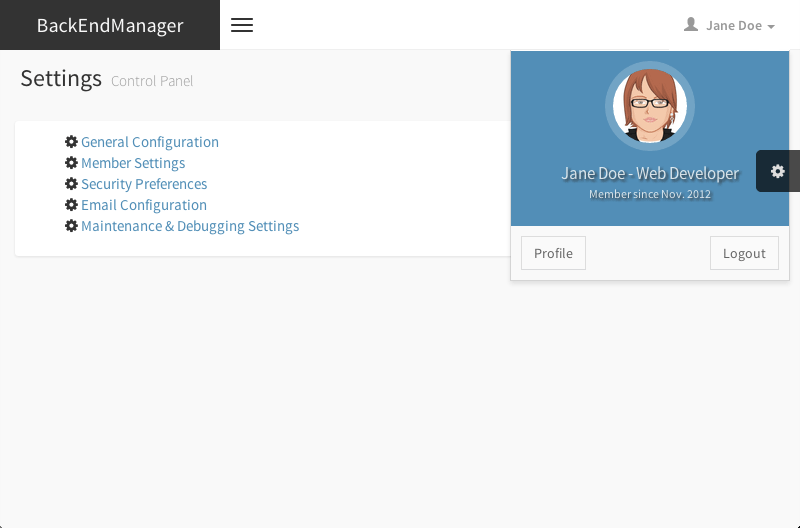 BackEndManager
Jane Doe
Settings Control Panel
General Configuration
Member Settings
Security Preferences
Email Configuration
Maintenance & Debugging Settings
Jane Doe - Web Developer
Member since Nov. 2012
Profile
Logout